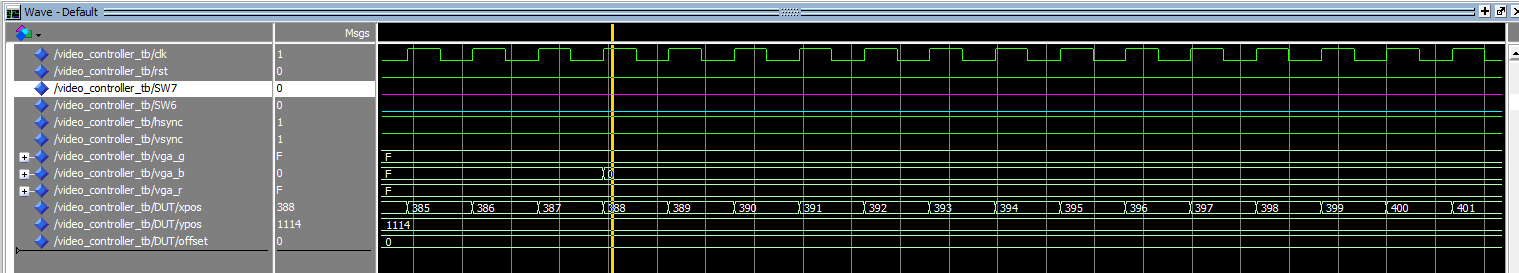 Wave - Default
Msgs
/video_controller_tb/clk 1
/video_controller_tb/rst 0
/video_controller_tb/SW7 0
/video_controller_tb/SW6 0
/video_controller_tb/hsync 1
/video_controller_tb/vsync 1
/video_controller_tb/vga_g F F
/video_controller_tb/vga_b 0 F 0
/video_controller_tb/vga_r F F
/video_controller_tb/DUT/xpos 388 385 386 387 388 389 390 391 392 393 394 395 396 397 398 399 400 401
/video_controller_tb/DUT/ypos 1114 1114
/video_controller_tb/DUT/offset 0 0